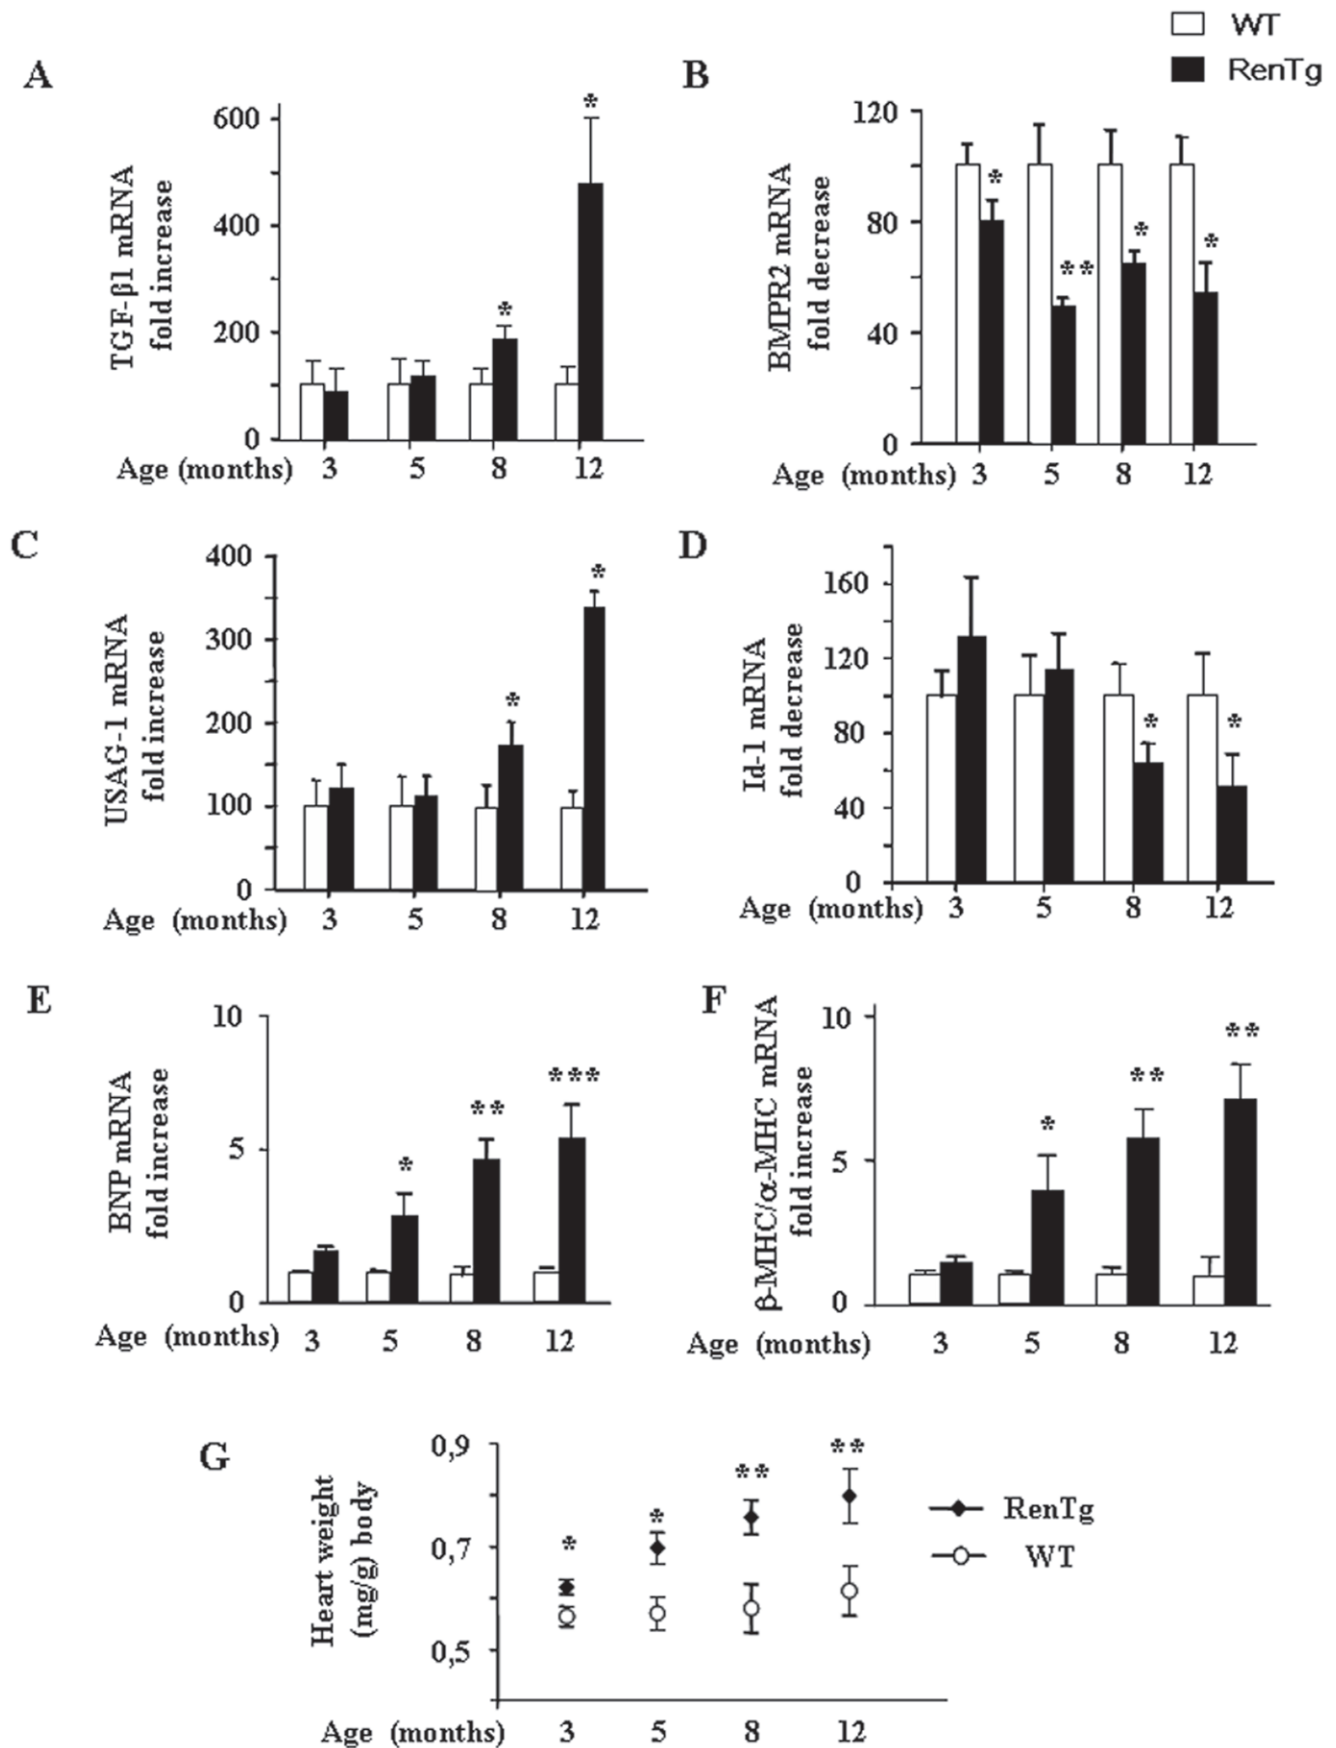 WT
RenTg
A
TGF-β1 mRNA
fold increase
600
400
200
0
*
*
Age (months) 3 5 8 12
B
BMPR2 mRNA
fold decrease
120
80
40
0
*
**
*
*
Age (months) 3 5 8 12
C
USAG-1 mRNA
fold increase
400
300
200
100
0
*
*
Age (months) 3 5 8 12
D
Id-1 mRNA
fold decrease
160
120
80
40
0
*
*
Age (months) 3 5 8 12
E
BNP mRNA
fold increase
10
5
0
*
**
***
Age (months) 3 5 8 12
F
β-MHC/α-MHC mRNA
fold increase
10
5
0
*
**
**
Age (months) 3 5 8 12
G
Heart weight
(mg/g) body
0,9
0,7
0,5
*
*
**
**
RenTg
WT
Age (months) 3 5 8 12